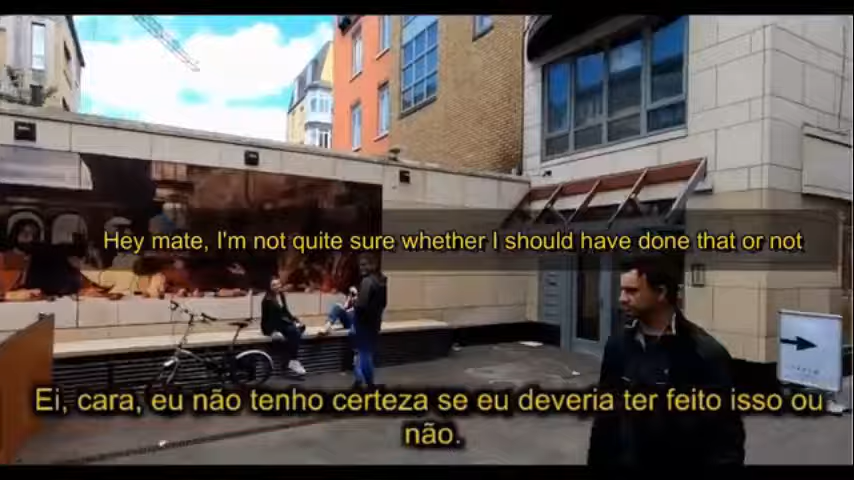 Hey mate, I'm not quite sure whether I should have done that or not
Ei, cara, eu não tenho certeza se eu deveria ter feito isso ou
não.